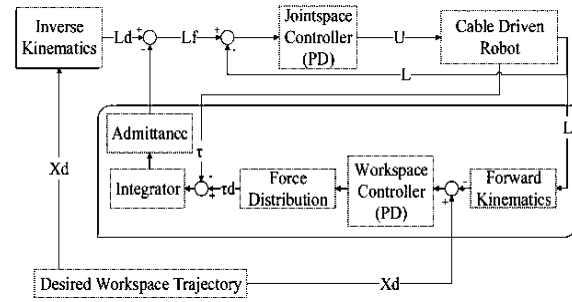 Inverse
Kinematics
Ld
+
-
Lf
+
-
Jointspace
Controller
(PD)
U
Cable Driven
Robot
L
L
Admittance
τ
Xd
Integrator
-
+
τd
Force
Distribution
Workspace
Controller
(PD)
-
+
Forward
Kinematics
Desired Workspace Trajectory
Xd